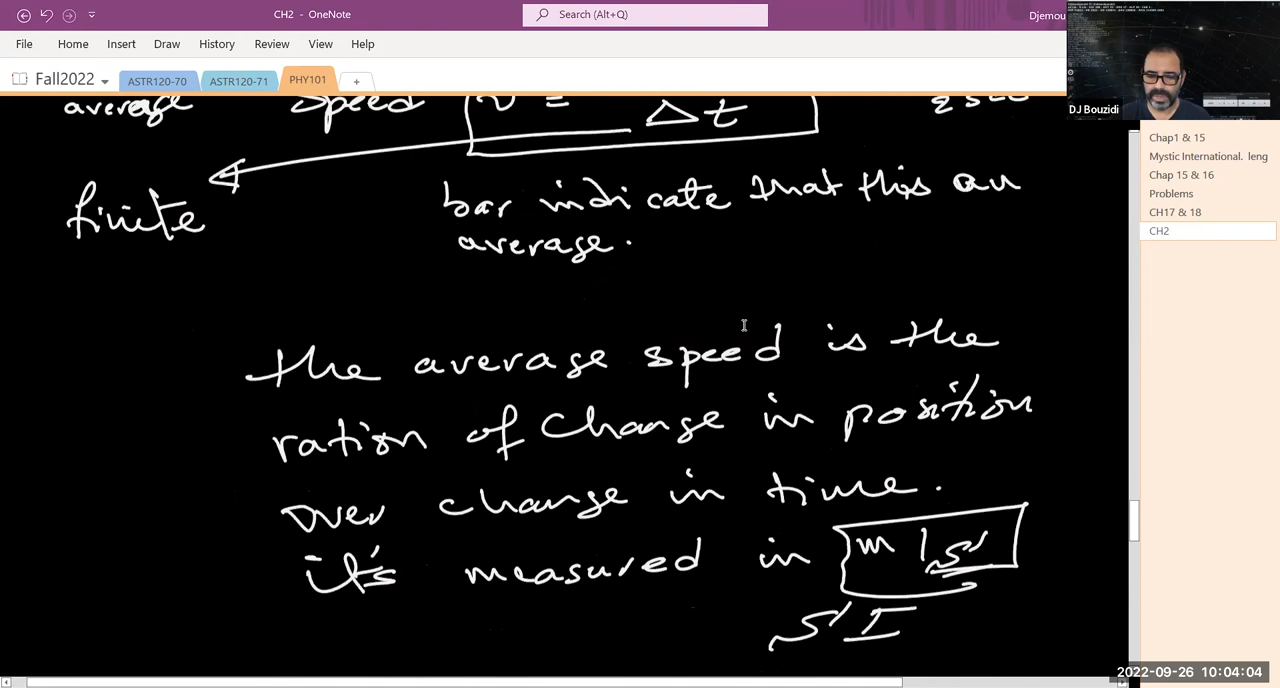 CH2 - OneNote
Search (Alt+Q)
Djemou
File Home Insert Draw History Review View Help
Fall2022 ASTR120-70 ASTR120-71 PHY101 +
DJ Bouzidi
Chap1 & 15
Mystic International. leng
Chap 15 & 16
Problems
CH17 & 18
CH2
average speed v = Δt
finite
bar indicate that this an
average.
the average speed is the
ration of change in position
over change in time.
it's measured in m/s
SI
2022-09-26 10:04:04